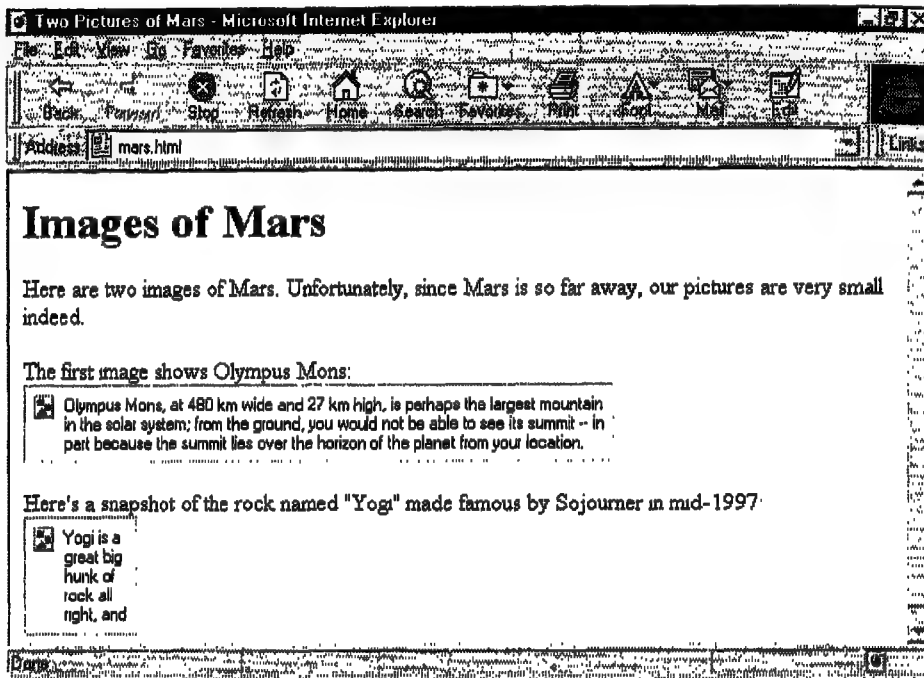 Two Pictures of Mars - Microsoft Internet Explorer
File Edit View Go Favorites Help
Back Forward Stop Refresh Home Search Favorites Print Font Mail Edit
Address mars.html Links
Images of Mars
Here are two images of Mars. Unfortunately, since Mars is so far away, our pictures are very small
indeed.
The first image shows Olympus Mons:
Olympus Mons, at 480 km wide and 27 km high, is perhaps the largest mountain
in the solar system; from the ground, you would not be able to see its summit -- in
part because the summit lies over the horizon of the planet from your location.
Here's a snapshot of the rock named "Yogi" made famous by Sojourner in mid-1997
Yogi is a
great big
hunk of
rock all
right, and
Done